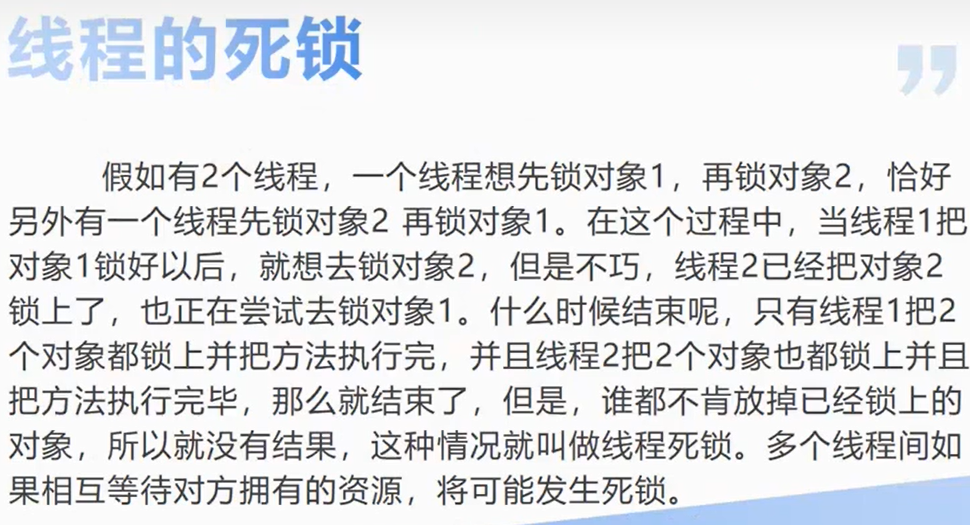 线程的死锁
”
假如有2个线程，一个线程想先锁对象1，再锁对象2，恰好
另外有一个线程先锁对象2 再锁对象1。在这个过程中，当线程1把
对象1锁好以后，就想去锁对象2，但是不巧，线程2已经把对象2
锁上了，也正在尝试去锁对象1。什么时候结束呢，只有线程1把2
个对象都锁上并把方法执行完，并且线程2把2个对象也都锁上并且
把方法执行完毕，那么就结束了，但是，谁都不肯放掉已经锁上的
对象，所以就没有结果，这种情况就叫做线程死锁。多个线程间如
果相互等待对方拥有的资源，将可能发生死锁。